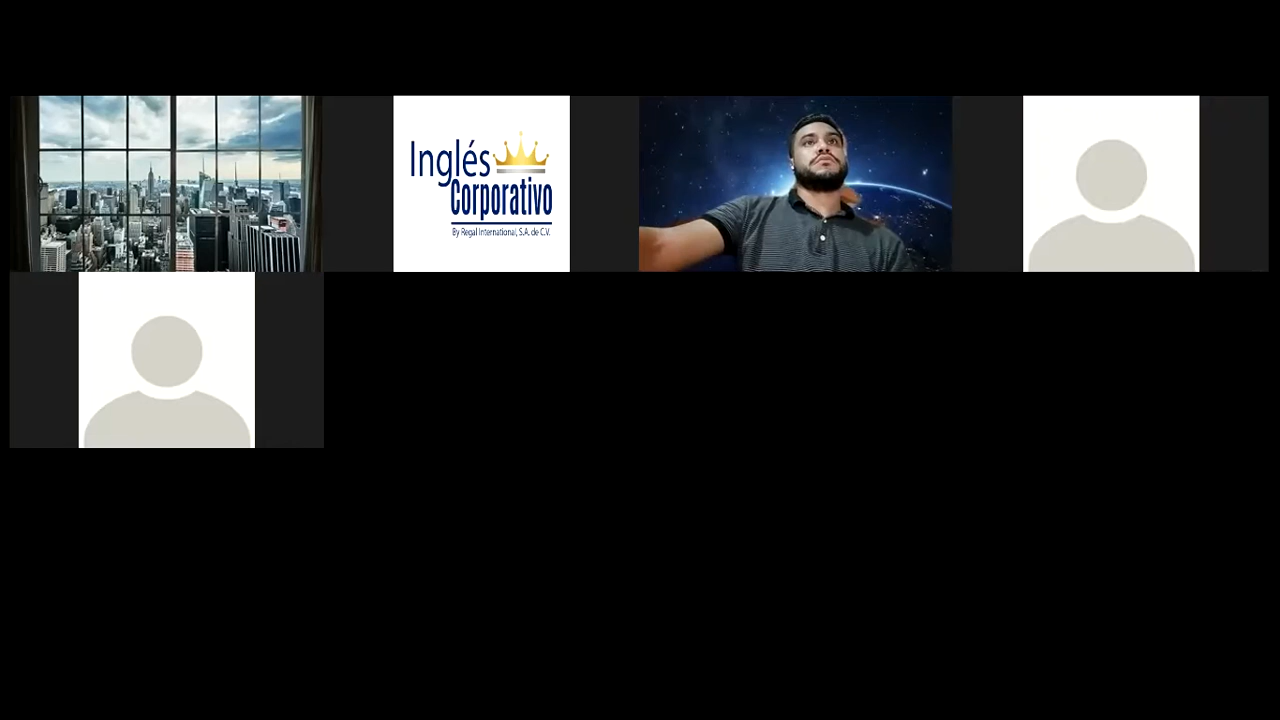 Inglés
Corporativo
By Regal International, S.A. de C.V.